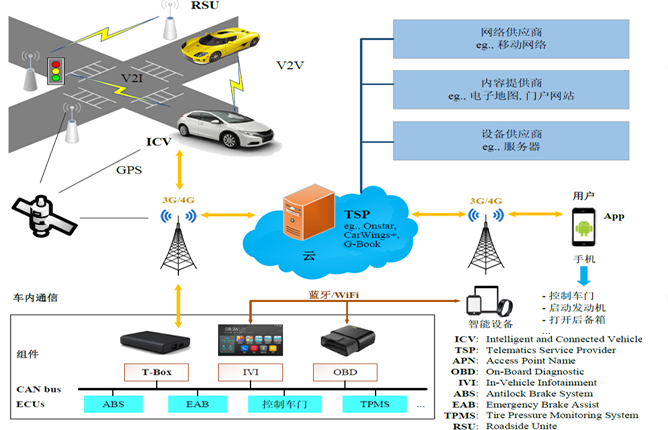 RSU
V2I
V2V
ICV
GPS
网络供应商
eg., 移动网络
内容提供商
eg., 电子地图, 门户网站
设备供应商
eg., 服务器
3G/4G
TSP
eg., Onstar,
CarWings+,
G-Book
云
3G/4G
用户
App
手机
- 控制车门
- 启动发动机
- 打开后备箱
...
车内通信
蓝牙/WiFi
智能设备
组件
T-Box
IVI
OBD
CAN bus
ECUs
ABS
EAB
控制车门
TPMS
...
ICV: Intelligent and Connected Vehicle
TSP: Telematics Service Provider
APN: Access Point Name
OBD: On-Board Diagnostic
IVI: In-Vehicle Infotainment
ABS: Antilock Brake System
EAB: Emergency Brake Assist
TPMS: Tire Pressure Monitoring System
RSU: Roadside Unite